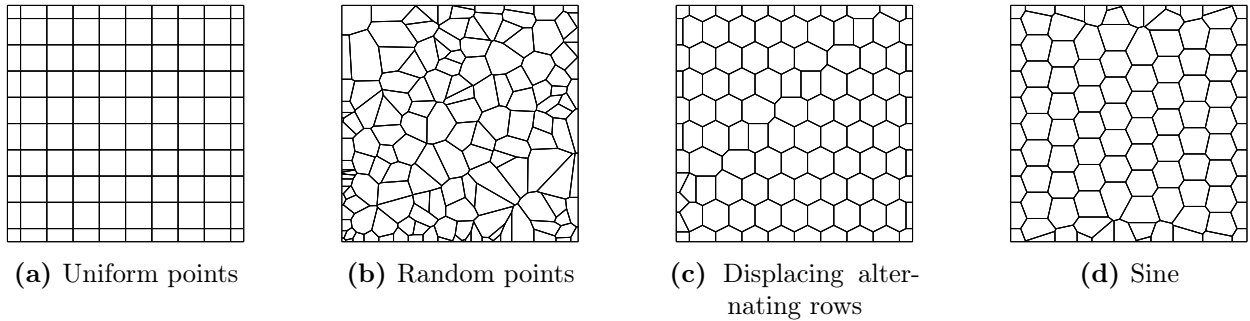 (a) Uniform points
(b) Random points
(c) Displacing alter-
nating rows
(d) Sine